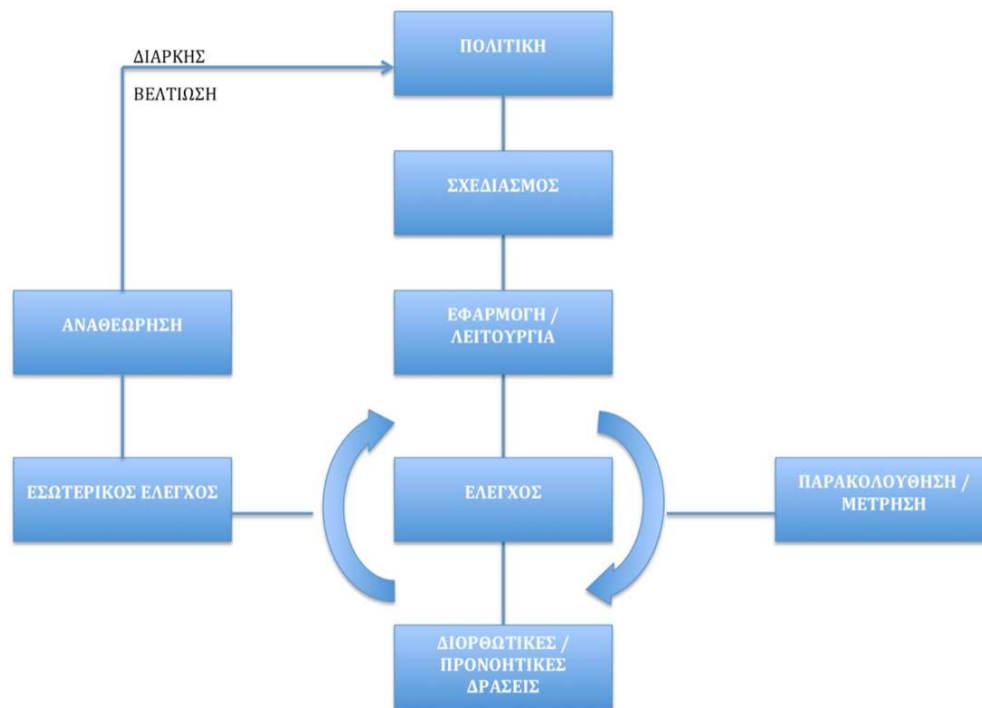 ΠΟΛΙΤΙΚΗ
ΔΙΑΡΚΗΣ
ΒΕΛΤΙΩΣΗ
ΣΧΕΔΙΑΣΜΟΣ
ΑΝΑΘΕΩΡΗΣΗ
ΕΦΑΡΜΟΓΗ /
ΛΕΙΤΟΥΡΓΙΑ
ΕΣΩΤΕΡΙΚΟΣ ΕΛΕΓΧΟΣ
ΕΛΕΓΧΟΣ
ΠΑΡΑΚΟΛΟΥΘΗΣΗ /
ΜΕΤΡΗΣΗ
ΔΙΟΡΘΩΤΙΚΕΣ /
ΠΡΟΝΟΗΤΙΚΕΣ
ΔΡΑΣΕΙΣ